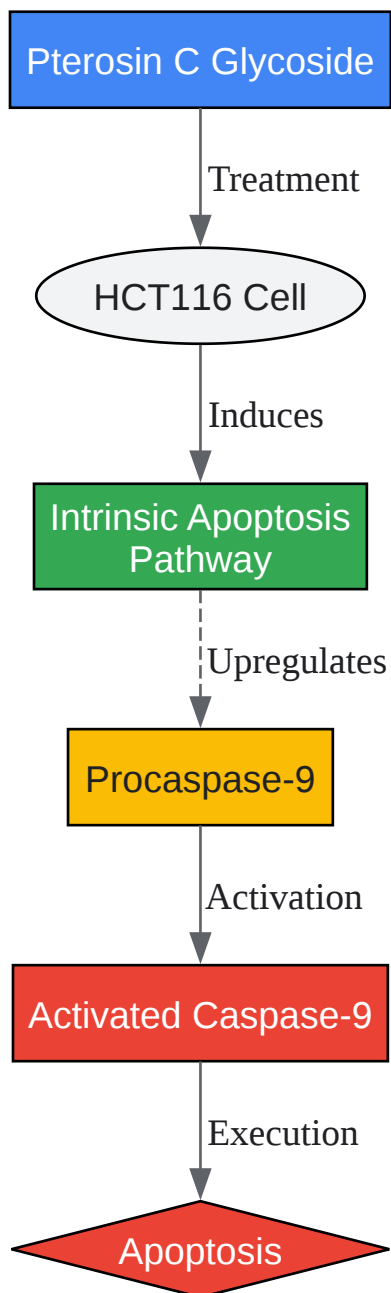 Pterosin C Glycoside
Treatment
HCT116 Cell
Induces
Intrinsic Apoptosis
Pathway
Upregulates
Procaspase-9
Activation
Activated Caspase-9
Execution
Apoptosis